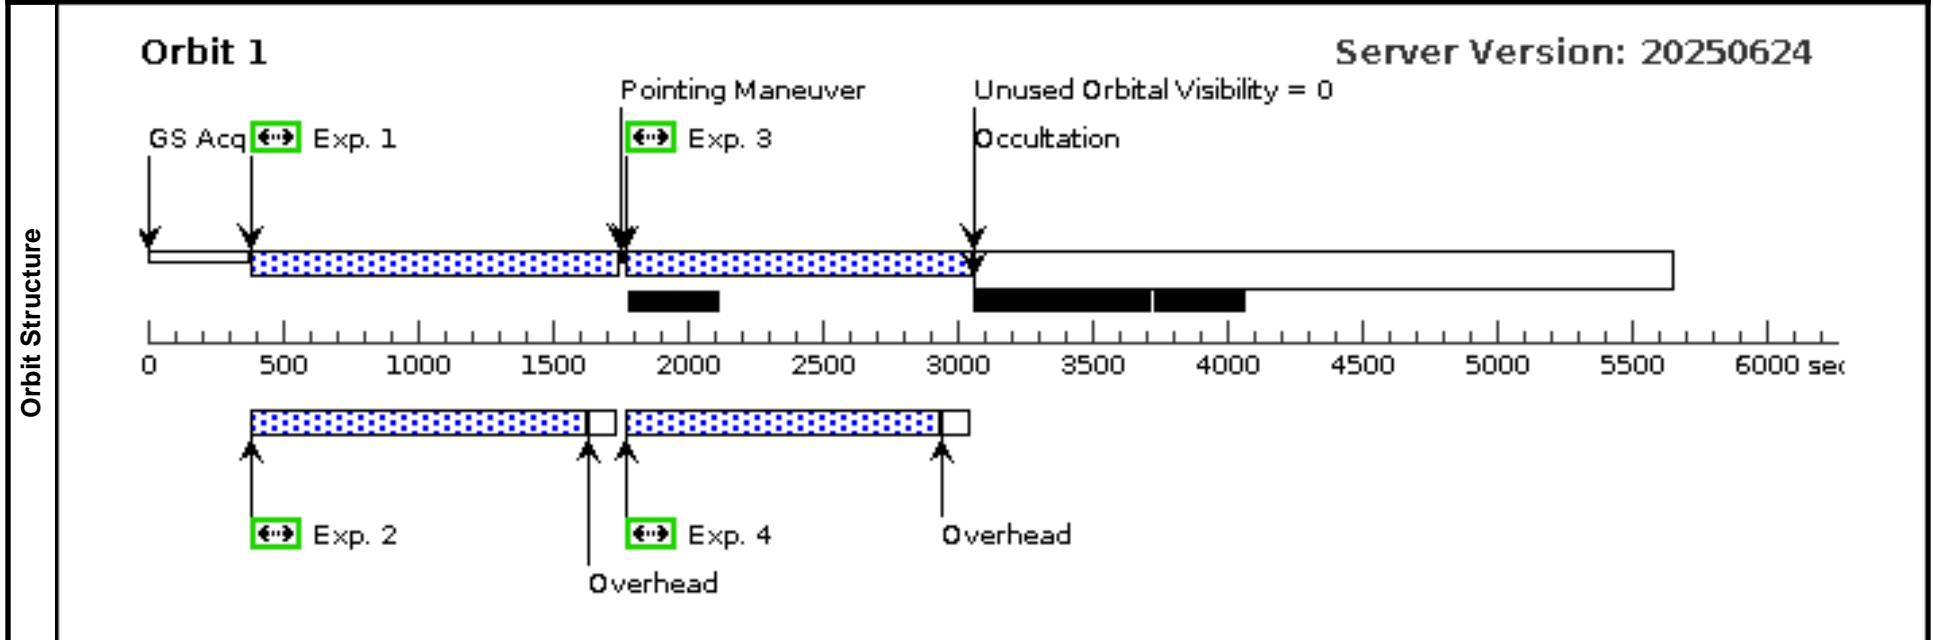 Orbit Structure
Orbit 1
Server Version: 20250624
Pointing Maneuver
Unused Orbital Visibility = 0
GS Acq
Exp. 1
Exp. 3
Occultation
0 500 1000 1500 2000 2500 3000 3500 4000 4500 5000 5500 6000 sec
Exp. 2
Exp. 4
Overhead
Overhead